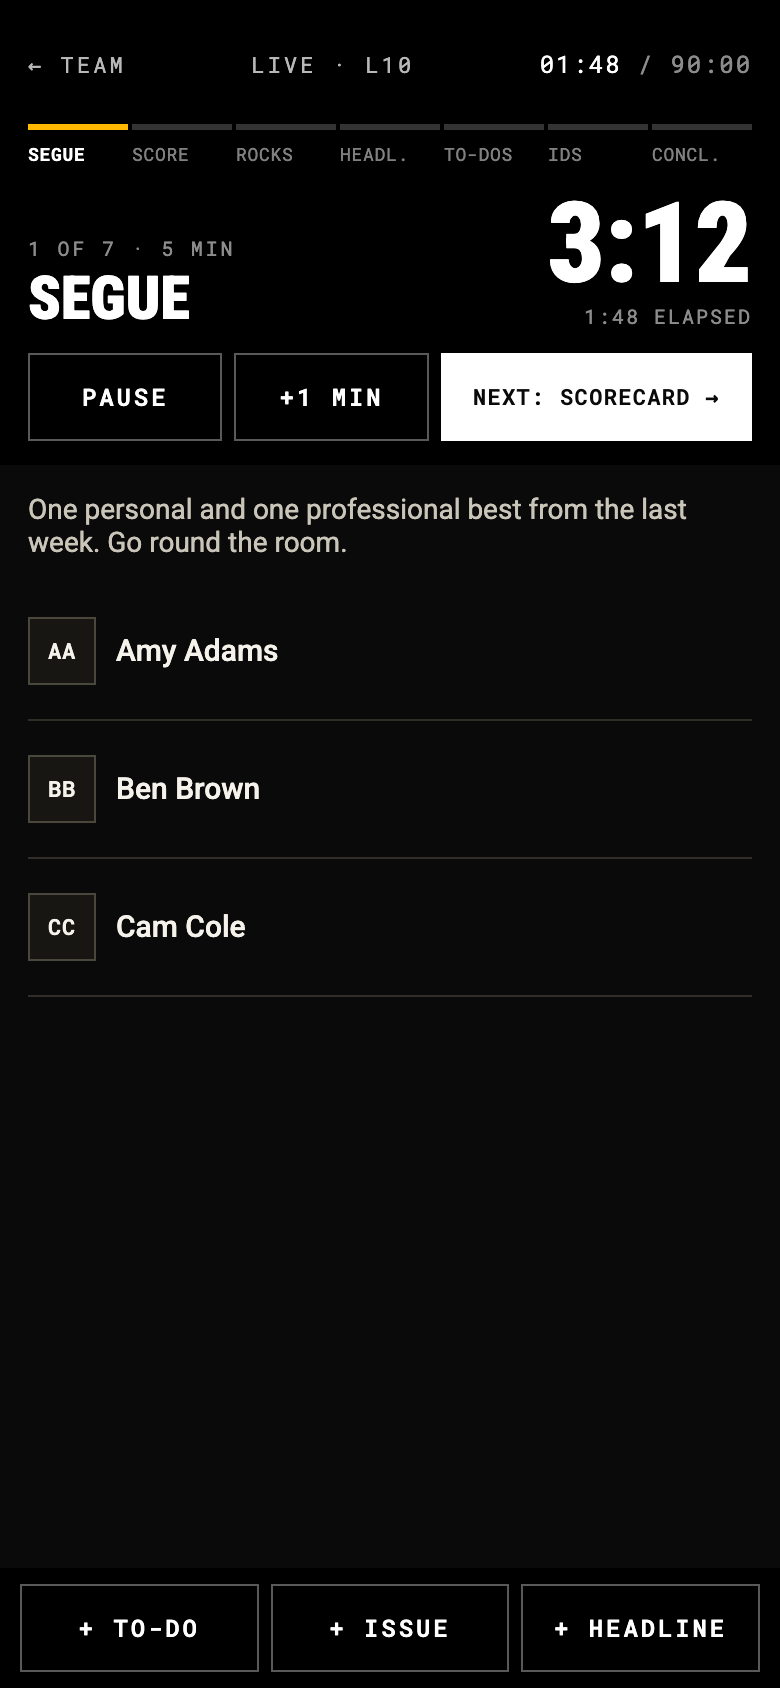 ← TEAM
LIVE · L10
01:48 / 90:00
SEGUE
SCORE
ROCKS
HEADL.
TO-DOS
IDS
CONCL.
1 OF 7 · 5 MIN
SEGUE
3:12
1:48 ELAPSED
PAUSE
+1 MIN
NEXT: SCORECARD →
One personal and one professional best from the last
week. Go round the room.
AA
Amy Adams
BB
Ben Brown
CC
Cam Cole
+ TO-DO
+ ISSUE
+ HEADLINE